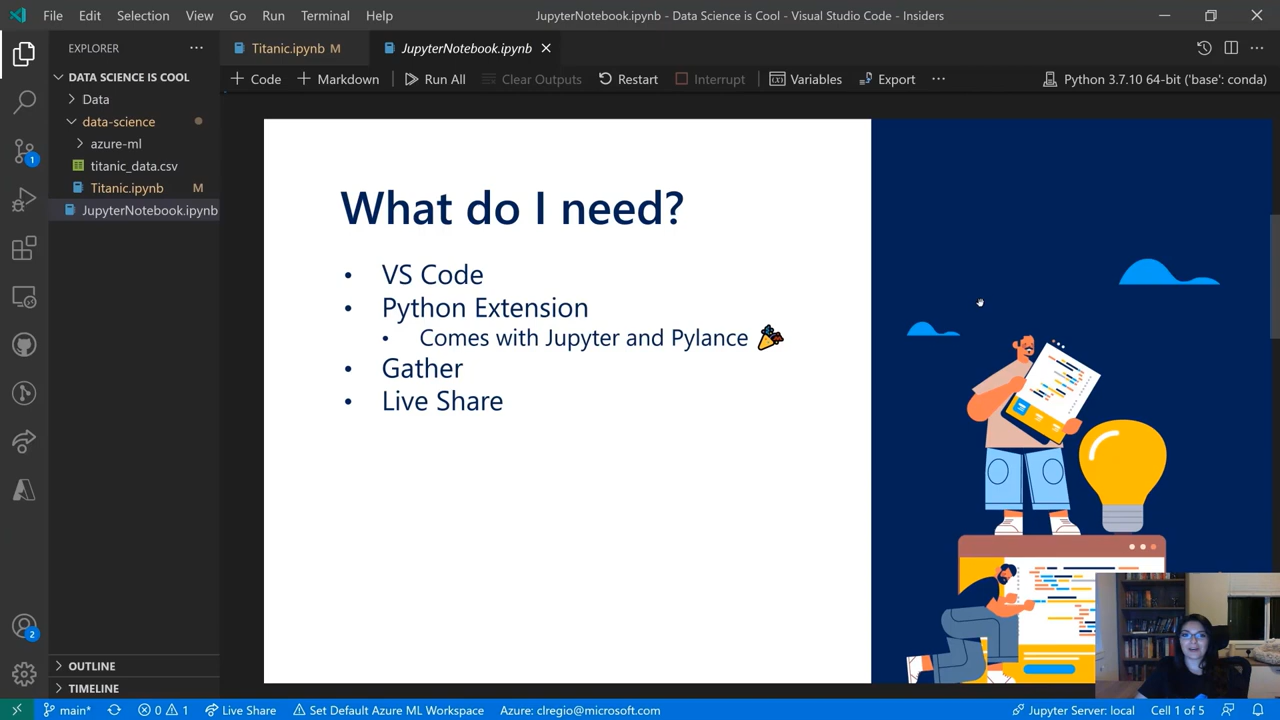 File Edit Selection View Go Run Terminal Help JupyterNotebook.ipynb - Data Science is Cool - Visual Studio Code - Insiders
EXPLORER
Titanic.ipynb M JupyterNotebook.ipynb
DATA SCIENCE IS COOL
Code Markdown Run All Clear Outputs Restart Interrupt Variables Export Python 3.7.10 64-bit ('base': conda)
Data
data-science
azure-ml
titanic_data.csv
Titanic.ipynb M
JupyterNotebook.ipynb
What do I need?
• VS Code
• Python Extension
• Comes with Jupyter and Pylance 🎉
• Gather
• Live Share
1
2
OUTLINE
TIMELINE
main* 0 1 Live Share Set Default Azure ML Workspace Azure: clregio@microsoft.com Jupyter Server: local Cell 1 of 5